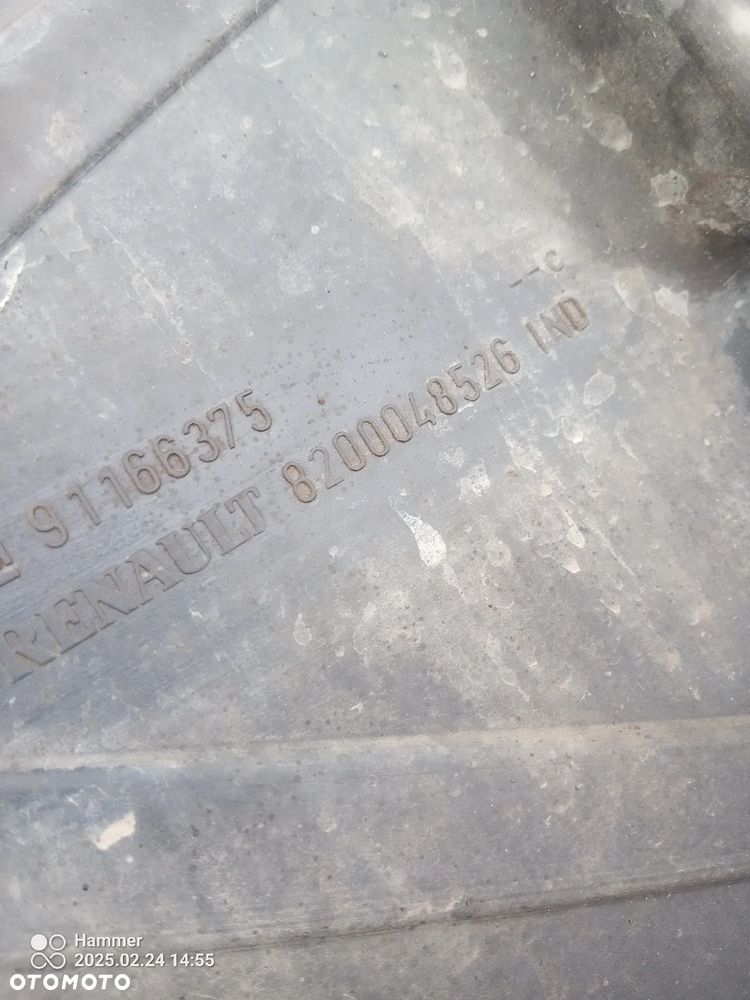 --C
91166375
RENAULT 8200048526 IND
Hammer
2025.02.24 14:55
OTOMOTO